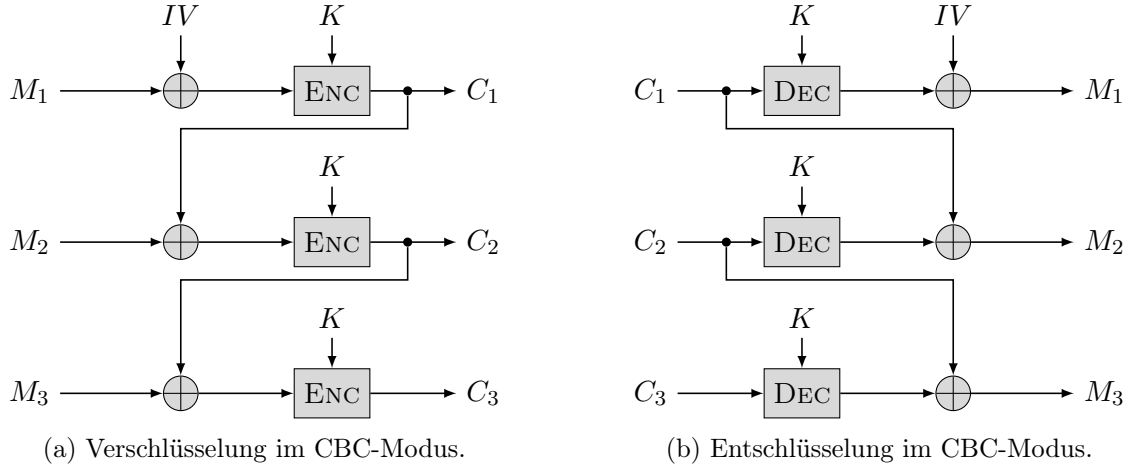 IV K
M₁ ENC C₁
K
M₂ ENC C₂
K
M₃ ENC C₃
(a) Verschlüsselung im CBC-Modus.
K IV
C₁ DEC M₁
K
C₂ DEC M₂
K
C₃ DEC M₃
(b) Entschlüsselung im CBC-Modus.